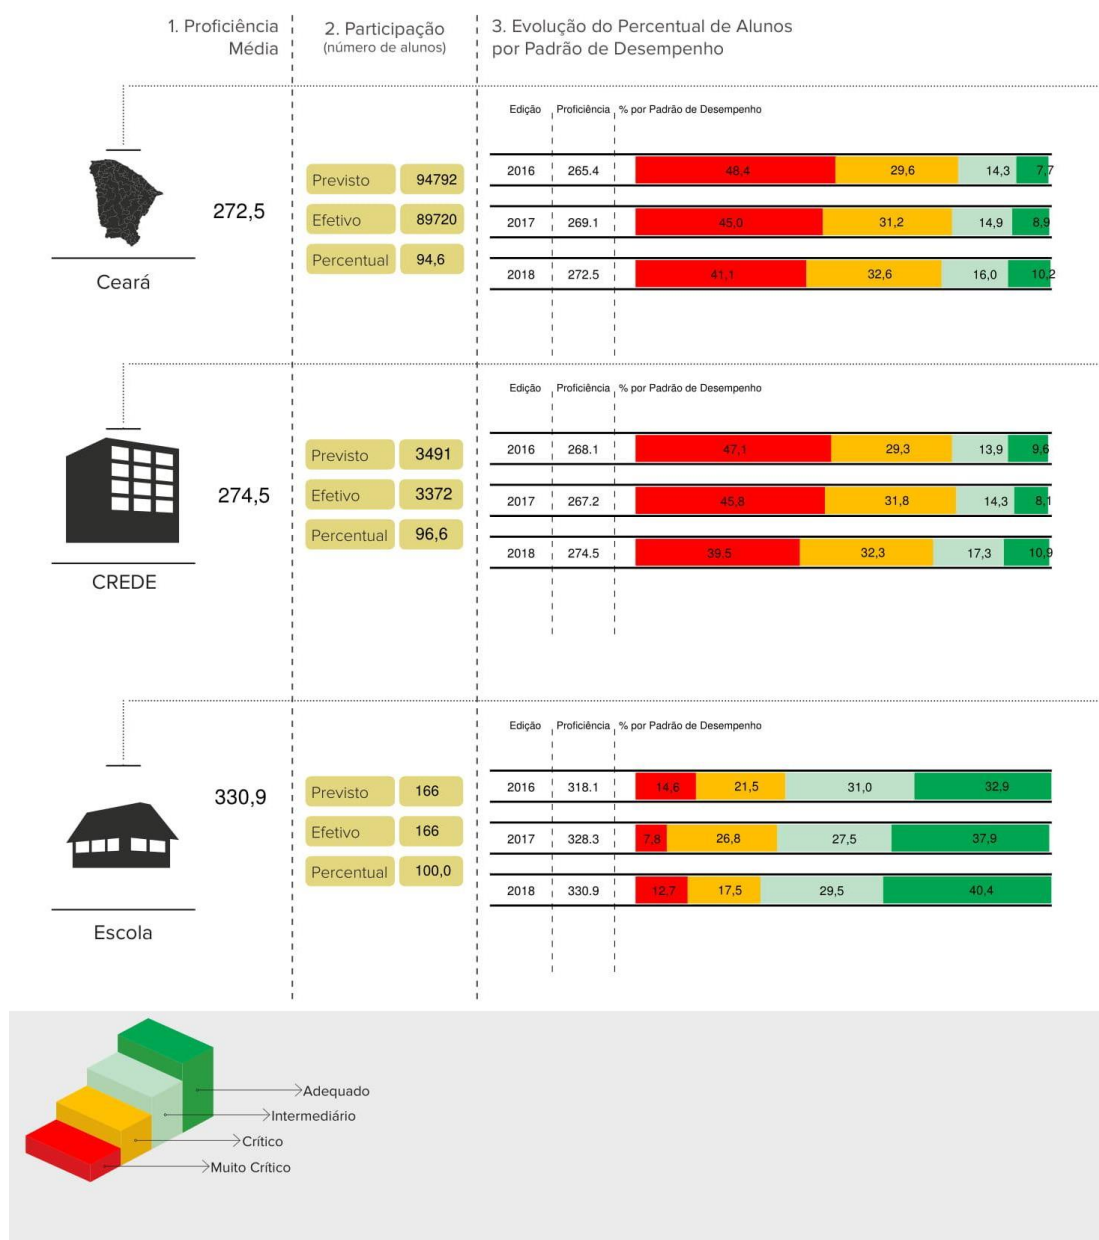 1. Proficiência Média
2. Participação
(número de alunos)
3. Evolução do Percentual de Alunos
por Padrão de Desempenho
Edição Proficiência % por Padrão de Desempenho
2016 265.4 48,4 29,6 14,3 7,7
2017 269.1 45,0 31,2 14,9 8,9
2018 272.5 41,1 32,6 16,0 10,2
Previsto 94792
Efetivo 89720
Percentual 94,6
272,5
Ceará
Edição Proficiência % por Padrão de Desempenho
2016 268.1 47,1 29,3 13,9 9,6
2017 267.2 45,8 31,8 14,3 8,1
2018 274.5 39,5 32,3 17,3 10,9
Previsto 3491
Efetivo 3372
Percentual 96,6
274,5
CREDE
Edição Proficiência % por Padrão de Desempenho
2016 318.1 14,6 21,5 31,0 32,9
2017 328.3 7,8 26,8 27,5 37,9
2018 330.9 12,7 17,5 29,5 40,4
Previsto 166
Efetivo 166
Percentual 100,0
330,9
Escola
Adequado
Intermediário
Crítico
Muito Crítico